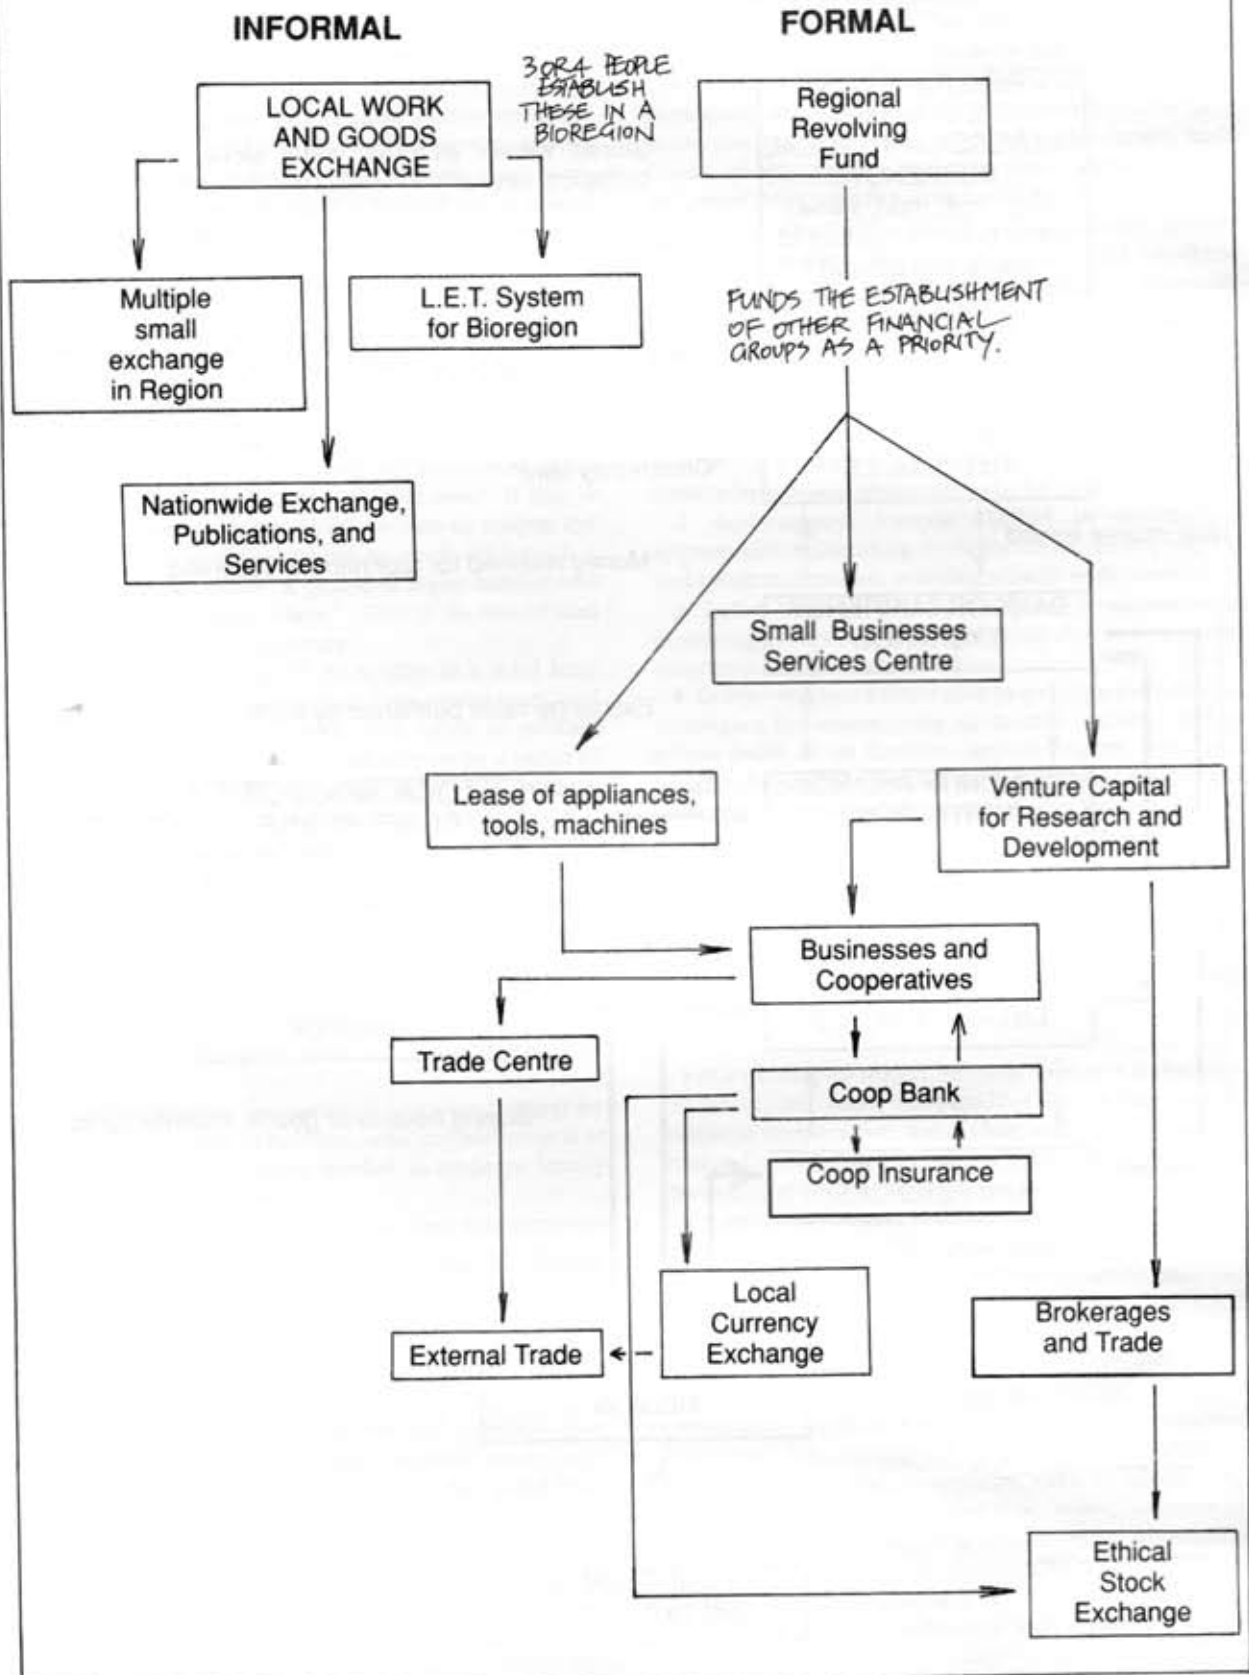 INFORMAL
FORMAL
3 OR 4 PEOPLE
ESTABLISH
THESE IN A
BIOREGION
LOCAL WORK
AND GOODS
EXCHANGE
Regional
Revolving
Fund
Multiple
small
exchange
in Region
L.E.T. System
for Bioregion
FUNDS THE ESTABLISHMENT
OF OTHER FINANCIAL
GROUPS AS A PRIORITY.
Nationwide Exchange,
Publications, and
Services
Small Businesses
Services Centre
Lease of appliances,
tools, machines
Venture Capital
for Research and
Development
Businesses and
Cooperatives
Trade Centre
Coop Bank
Coop Insurance
Local
Currency
Exchange
External Trade
Brokerages
and Trade
Ethical
Stock
Exchange